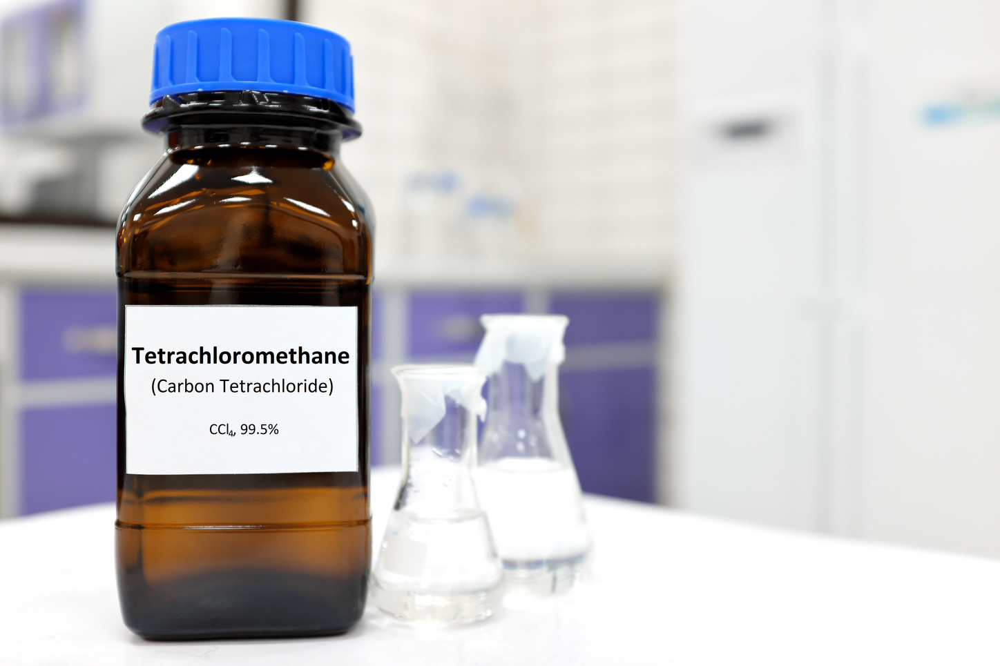 Tetrachloromethane
(Carbon Tetrachloride)
CCl₄, 99.5%